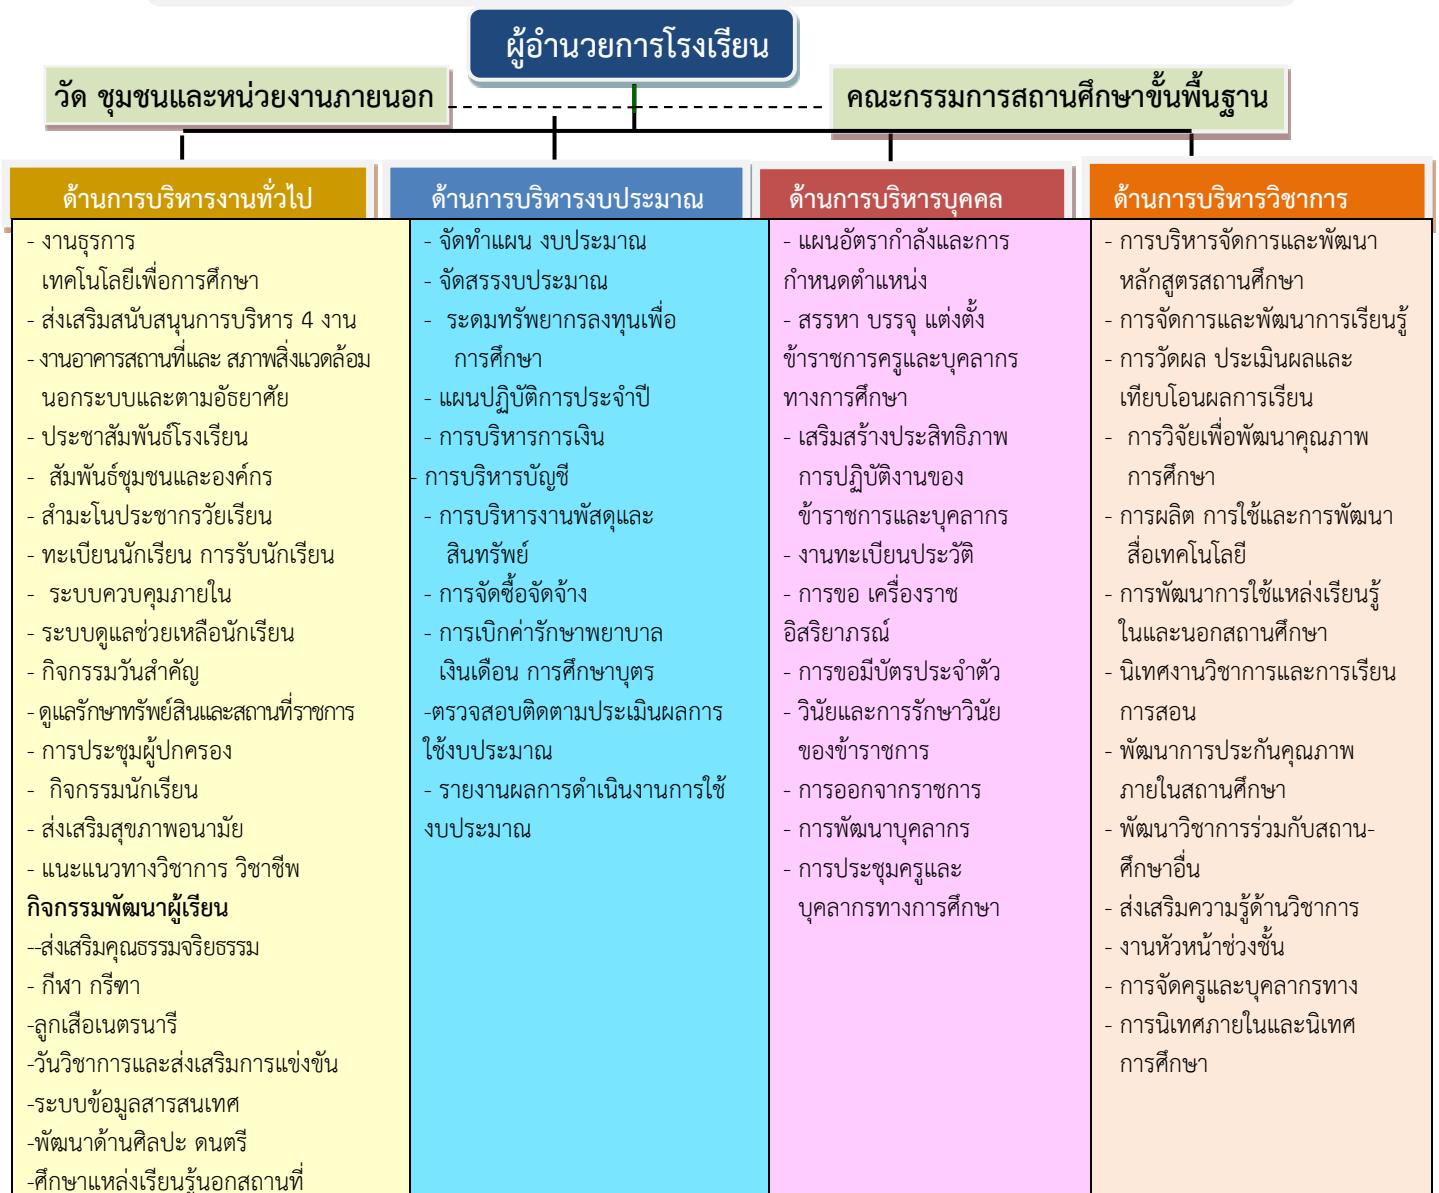 ผู้อำนวยการโรงเรียน
วัด ชุมชนและหน่วยงานภายนอก
คณะกรรมการสถานศึกษาขั้นพื้นฐาน
ด้านการบริหารงานทั่วไป
- งานธุรการ
เทคโนโลยีเพื่อการศึกษา
- ส่งเสริมสนับสนุนการบริหาร 4 งาน
- งานอาคารสถานที่และ สภาพสิ่งแวดล้อม
นอกระบบและตามอัธยาศัย
- ประชาสัมพันธ์โรงเรียน
- สัมพันธ์ชุมชนและองค์กร
- สำมะโนประชากรวัยเรียน
- ทะเบียนนักเรียน การรับนักเรียน
- ระบบควบคุมภายใน
- ระบบดูแลช่วยเหลือนักเรียน
- กิจกรรมวันสำคัญ
- ดูแลรักษาทรัพย์สินและสถานที่ราชการ
- การประชุมผู้ปกครอง
- กิจกรรมนักเรียน
- ส่งเสริมสุขภาพอนามัย
- แนะแนวทางวิชาการ วิชาชีพ
กิจกรรมพัฒนาผู้เรียน
--ส่งเสริมคุณธรรมจริยธรรม
- กีฬา กรีฑา
-ลูกเสือเนตรนารี
-วันวิชาการและส่งเสริมการแข่งขัน
-ระบบข้อมูลสารสนเทศ
-พัฒนาด้านศิลปะ ดนตรี
-ศึกษาแหล่งเรียนรู้นอกสถานที่
ด้านการบริหารงบประมาณ
- จัดทำแผน งบประมาณ
- จัดสรรงบประมาณ
- ระดมทรัพยากรลงทุนเพื่อ
การศึกษา
- แผนปฏิบัติการประจำปี
- การบริหารการเงิน
- การบริหารบัญชี
- การบริหารงานพัสดุและ
สินทรัพย์
- การจัดซื้อจัดจ้าง
- การเบิกค่ารักษาพยาบาล
เงินเดือน การศึกษาบุตร
-ตรวจสอบติดตามประเมินผลการ
ใช้งบประมาณ
- รายงานผลการดำเนินงานการใช้
งบประมาณ
ด้านการบริหารบุคคล
- แผนอัตรากำลังและการ
กำหนดตำแหน่ง
- สรรหา บรรจุ แต่งตั้ง
ข้าราชการครูและบุคลากร
ทางการศึกษา
- เสริมสร้างประสิทธิภาพ
การปฏิบัติงานของ
ข้าราชการและบุคลากร
- งานทะเบียนประวัติ
- การขอ เครื่องราช
อิสริยาภรณ์
- การขอมีบัตรประจำตัว
- วินัยและการรักษาวินัย
ของข้าราชการ
- การออกจากราชการ
- การพัฒนาบุคลากร
- การประชุมครูและ
บุคลากรทางการศึกษา
ด้านการบริหารวิชาการ
- การบริหารจัดการและพัฒนา
หลักสูตรสถานศึกษา
- การจัดการและพัฒนาการเรียนรู้
- การวัดผล ประเมินผลและ
เทียบโอนผลการเรียน
- การวิจัยเพื่อพัฒนาคุณภาพ
การศึกษา
- การผลิต การใช้และการพัฒนา
สื่อเทคโนโลยี
- การพัฒนาการใช้แหล่งเรียนรู้
ในและนอกสถานศึกษา
- นิเทศงานวิชาการและการเรียน
การสอน
- พัฒนาการประกันคุณภาพ
ภายในสถานศึกษา
- พัฒนาวิชาการร่วมกับสถาน-
ศึกษาอื่น
- ส่งเสริมความรู้ด้านวิชาการ
- งานหัวหน้าช่วงชั้น
- การจัดครูและบุคลากรทาง
- การนิเทศภายในและนิเทศ
การศึกษา